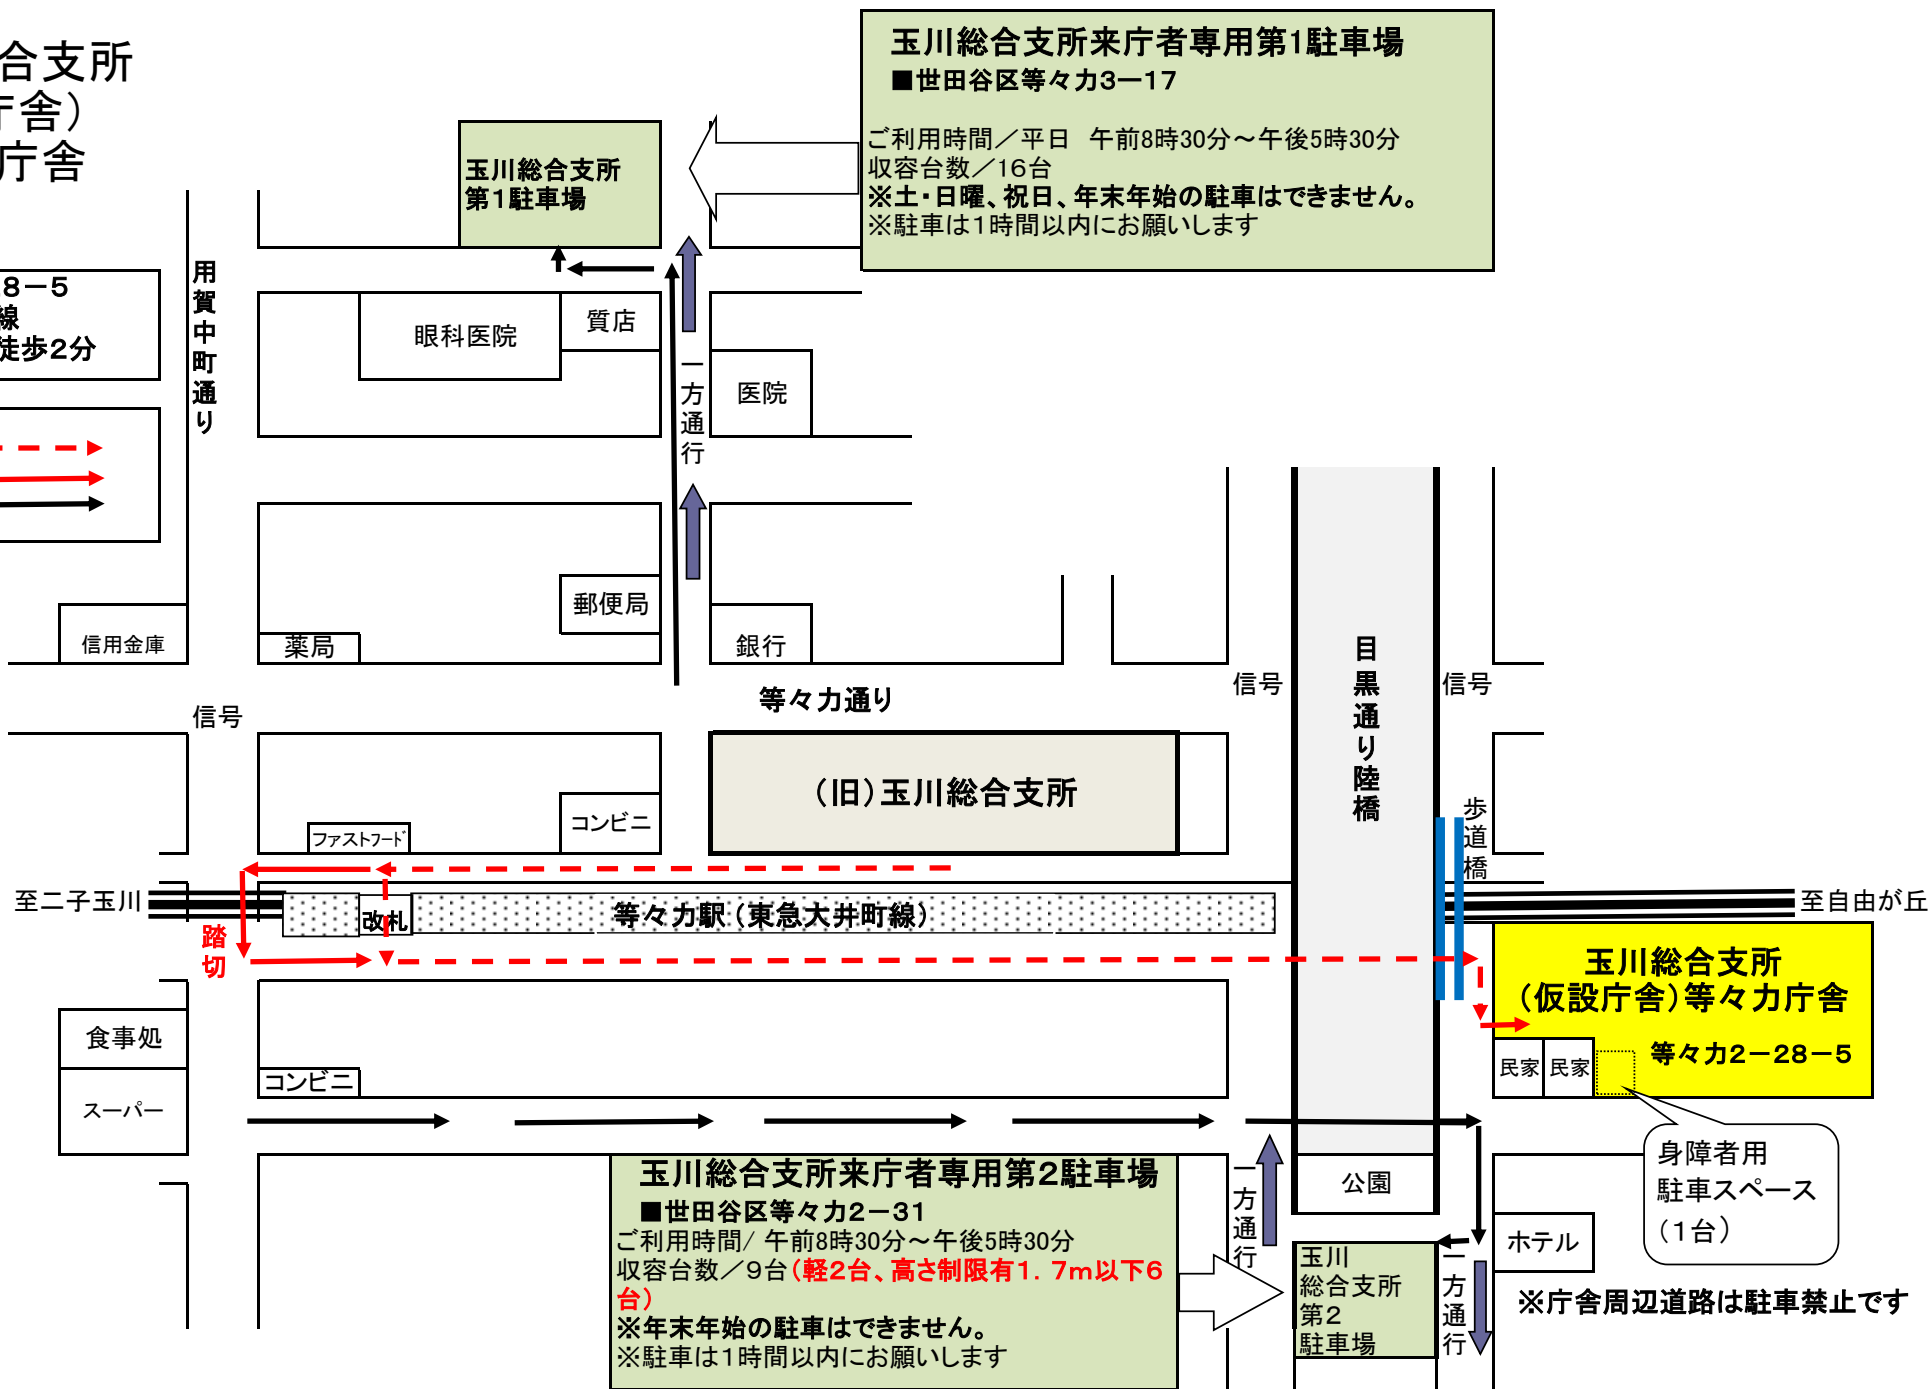 合支所
庁舎）
庁舎
8－5
線
徒歩2分
玉川総合支所来庁者専用第1駐車場
■世田谷区等々力3ー17
ご利用時間／平日　午前8時30分～午後5時30分
収容台数／16台
※土・日曜、祝日、年末年始の駐車はできません。
※駐車は1時間以内にお願いします
玉川総合支所
第1駐車場
用賀中町通り
眼科医院
質店
一方通行
医院
郵便局
信用金庫
薬局
銀行
等々力通り
信号
信号
信号
目黒通り陸橋
（旧）玉川総合支所
コンビニ
ファストフード
歩道橋
至二子玉川
改札
等々力駅（東急大井町線）
至自由が丘
踏切
玉川総合支所
（仮設庁舎）等々力庁舎
等々力2－28－5
民家
民家
食事処
スーパー
コンビニ
身障者用
駐車スペース
（1台）
玉川総合支所来庁者専用第2駐車場
■世田谷区等々力2－31
ご利用時間/ 午前8時30分～午後5時30分
収容台数／9台（軽2台、高さ制限有1．7m以下6
台）
※年末年始の駐車はできません。
※駐車は1時間以内にお願いします
一方通行
公園
玉川
総合支所
第2
駐車場
一方通行
ホテル
※庁舎周辺道路は駐車禁止です